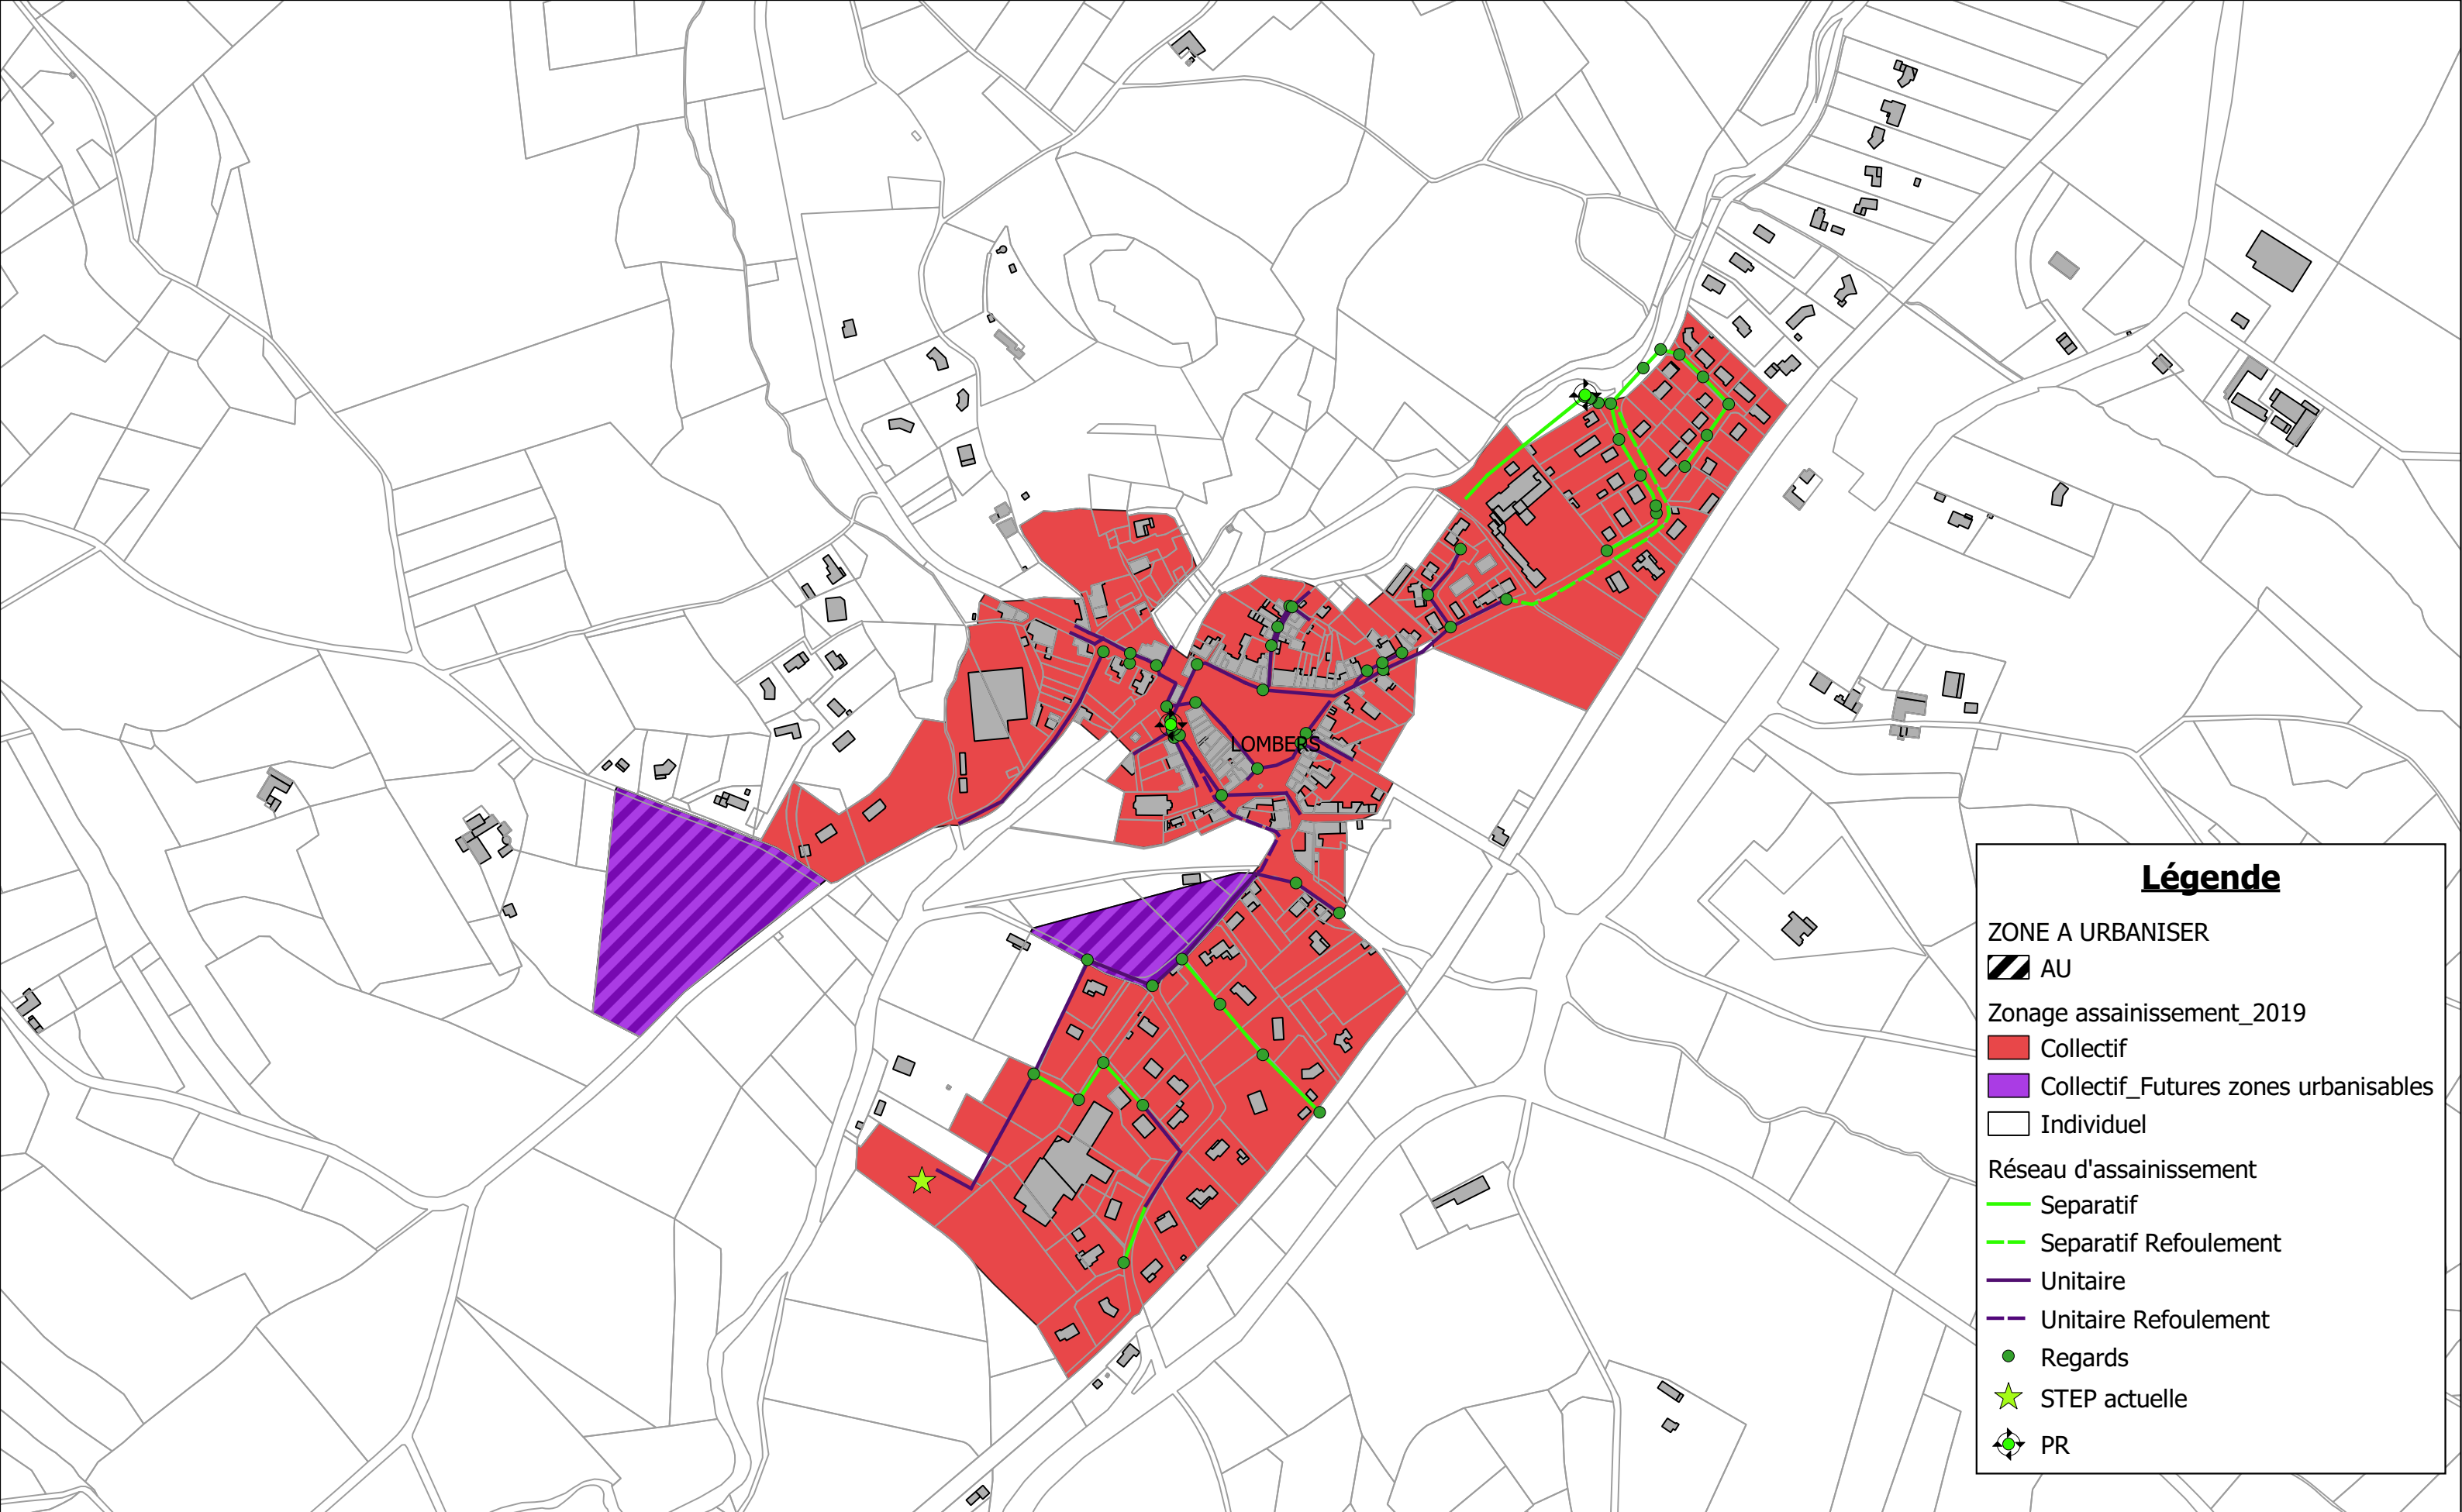 LOMBERS
Légende
ZONE A URBANISER
AU
Zonage assainissement_2019
Collectif
Collectif_Futures zones urbanisables
Individuel
Réseau d'assainissement
Separatif
Separatif Refoulement
Unitaire
Unitaire Refoulement
Regards
STEP actuelle
PR